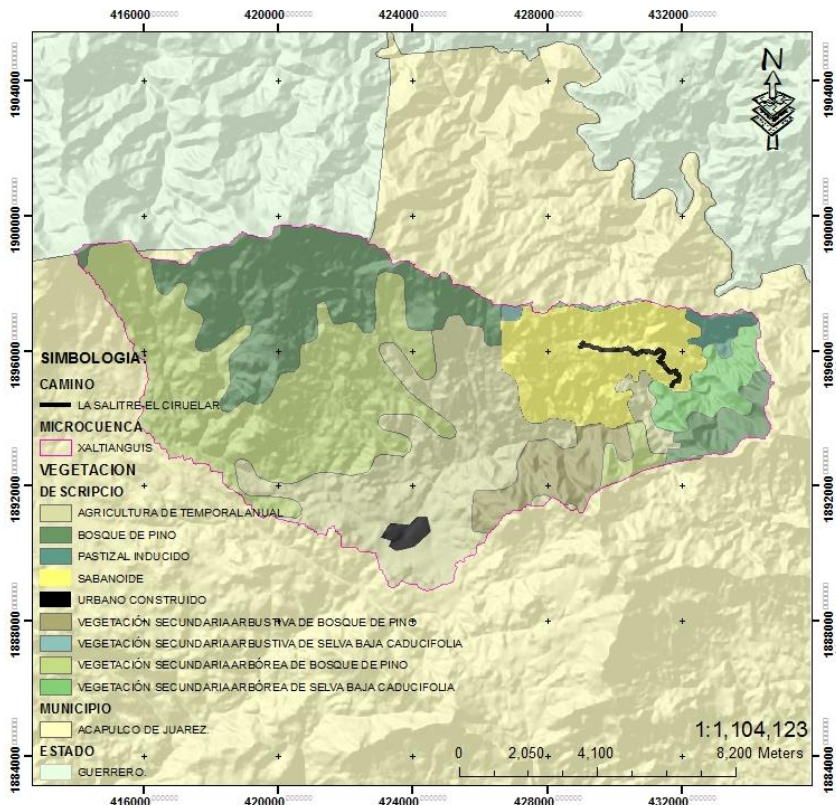 416000 420000 424000 428000 432000
N
1904000 1904000
1900000 1900000
1896000 1896000
1892000 1892000
1888000 1888000
1884000 1884000
SIMBOLOGIA:
CAMINO
LA SALITRE-EL CIRUELAR
MICROCUENCA
XALTIANGUIS
VEGETACION
DESCRIPCIO
AGRICULTURA DE TEMPORAL ANUAL
BOSQUE DE PINO
PASTIZAL INDUCIDO
SABANOIDE
URBANO CONSTRUIDO
VEGETACIÓN SECUNDARIA ARBUSTIVA DE BOSQUE DE PINO
VEGETACIÓN SECUNDARIA ARBUSTIVA DE SELVA BAJA CADUCIFOLIA
VEGETACIÓN SECUNDARIA ARBÓREA DE BOSQUE DE PINO
VEGETACIÓN SECUNDARIA ARBÓREA DE SELVA BAJA CADUCIFOLIA
MUNICIPIO
ACAPULCO DE JUAREZ.
ESTADO
GUERRERO.
1:1,104,123
0 2,050 4,100 8,200 Meters
416000 420000 424000 428000 432000